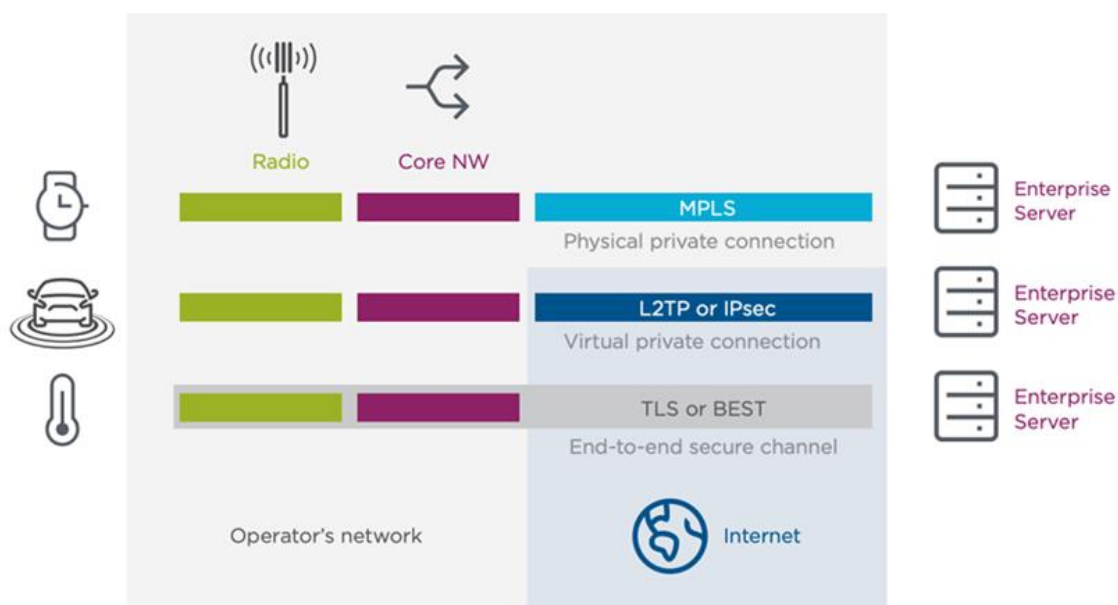 Radio
Core NW
MPLS
Physical private connection
Enterprise
Server
L2TP or IPsec
Virtual private connection
Enterprise
Server
TLS or BEST
End-to-end secure channel
Enterprise
Server
Operator's network
Internet